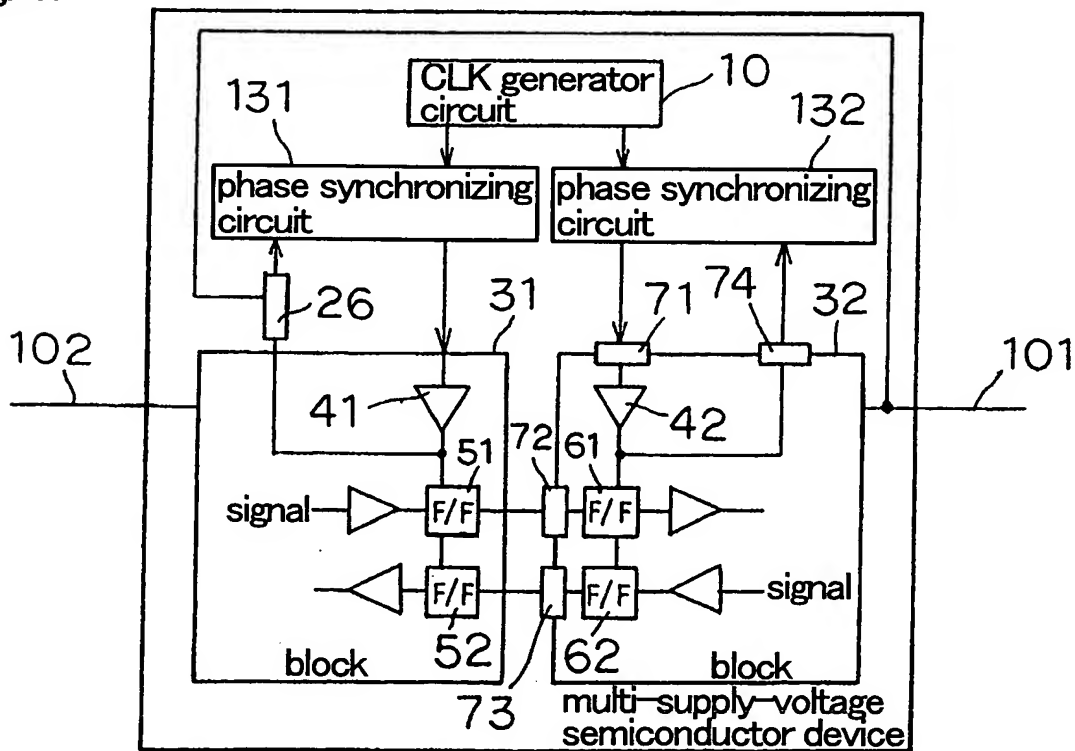 CLK generator
circuit
10
131
132
phase synchronizing
circuit
phase synchronizing
circuit
26
31
71
74
32
102
101
41
42
51
72
61
signal
F/F
F/F
F/F
F/F
signal
52
62
block
73
block
multi-supply-voltage
semiconductor device